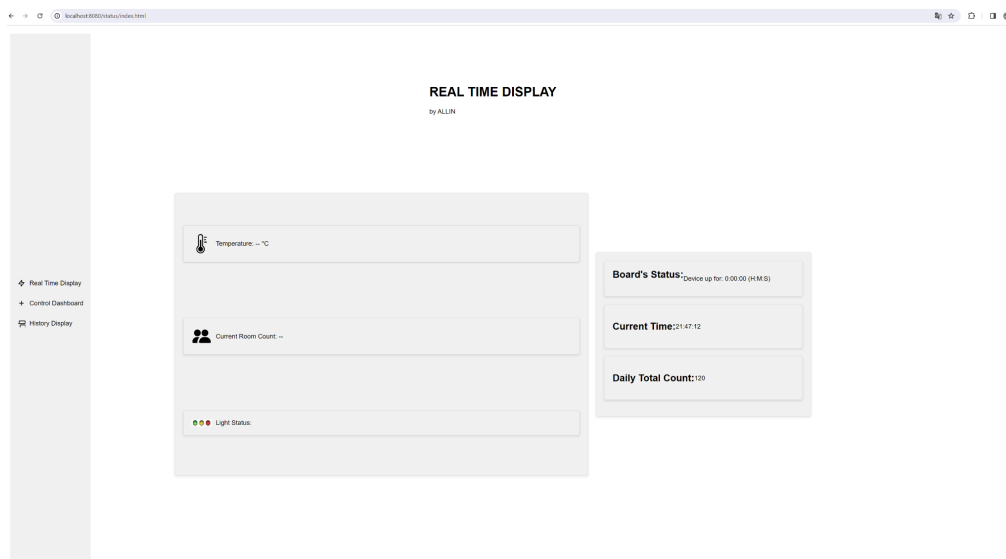 localhost:8080/status/index.html
REAL TIME DISPLAY
by ALLIN
Real Time Display
Control Dashboard
History Display
Temperature: -- °C
Current Room Count: --
Light Status:
Board's Status: Device up for: 0:00:00 (H:M:S)
Current Time: 21:47:12
Daily Total Count: 120